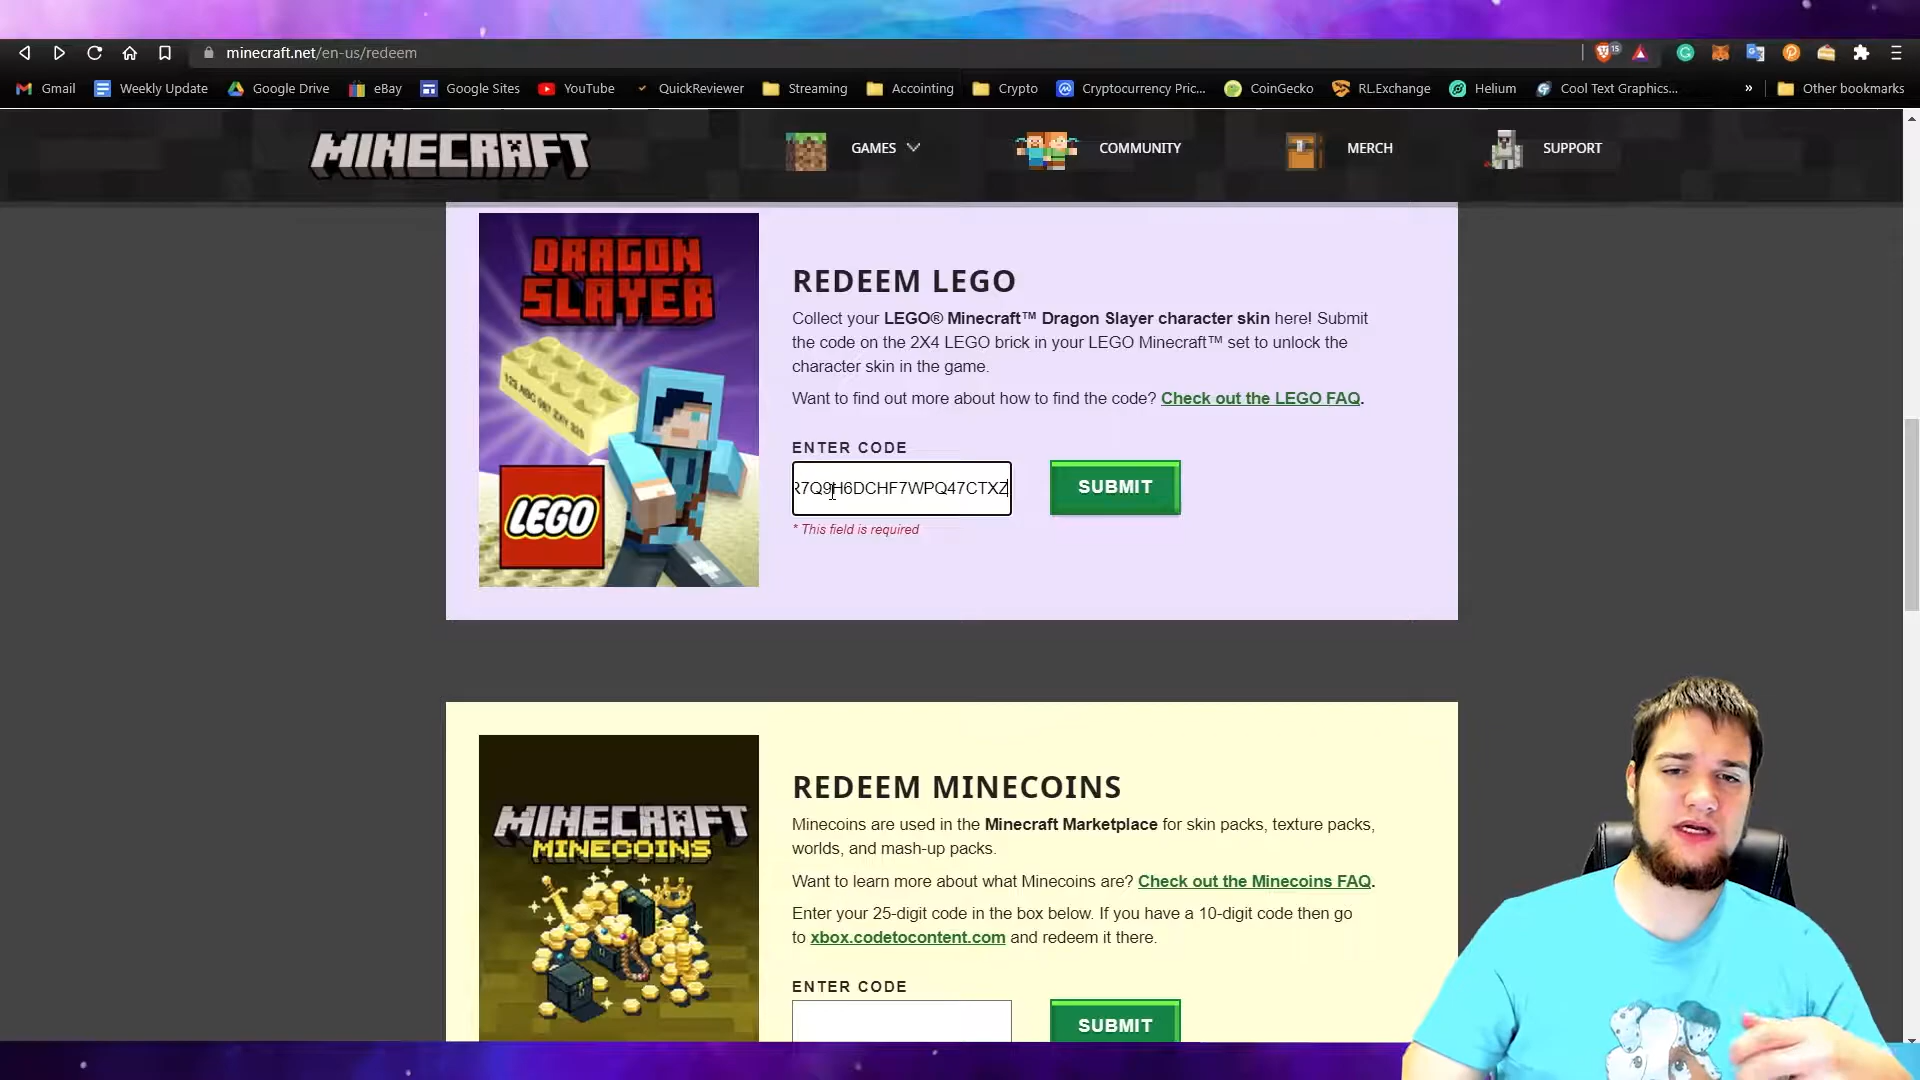 minecraft.net/en-us/redeem
15
Gmail
Weekly Update
Google Drive
eBay
Google Sites
YouTube
QuickReviewer
Streaming
Accointing
Crypto
Cryptocurrency Pric...
CoinGecko
RL.Exchange
Helium
Cool Text Graphics...
»
Other bookmarks
MINECRAFT
GAMES
COMMUNITY
MERCH
SUPPORT
DRAGON
SLAYER
LEGO
REDEEM LEGO
Collect your LEGO® Minecraft™ Dragon Slayer character skin here! Submit
the code on the 2X4 LEGO brick in your LEGO Minecraft™ set to unlock the
character skin in the game.
Want to find out more about how to find the code? Check out the LEGO FAQ.
ENTER CODE
R7Q9H6DCHF7WPQ47CTXZ
SUBMIT
* This field is required
MINECRAFT
MINECOINS
REDEEM MINECOINS
Minecoins are used in the Minecraft Marketplace for skin packs, texture packs,
worlds, and mash-up packs.
Want to learn more about what Minecoins are? Check out the Minecoins FAQ.
Enter your 25-digit code in the box below. If you have a 10-digit code then go
to xbox.codetocontent.com and redeem it there.
ENTER CODE
SUBMIT